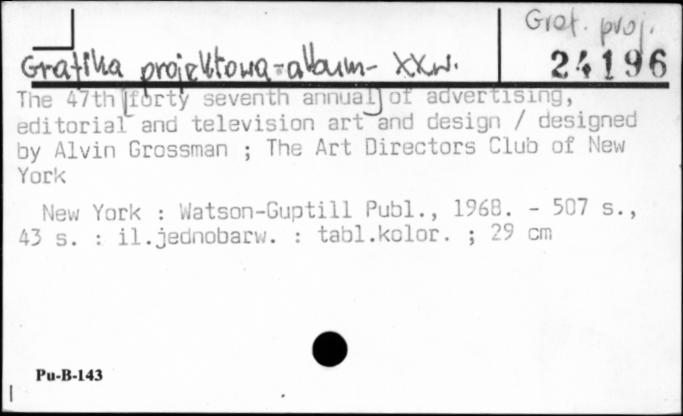 Graf. proj.
24196
Grafika projektowa-album- XXw.
The 47th [forty seventh annual] of advertising,
editorial and television art and design / designed
by Alvin Grossman ; The Art Directors Club of New
York
New York : Watson-Guptill Publ., 1968. - 507 s.,
43 s. : il.jednobarw. : tabl.kolor. ; 29 cm
Pu-B-143